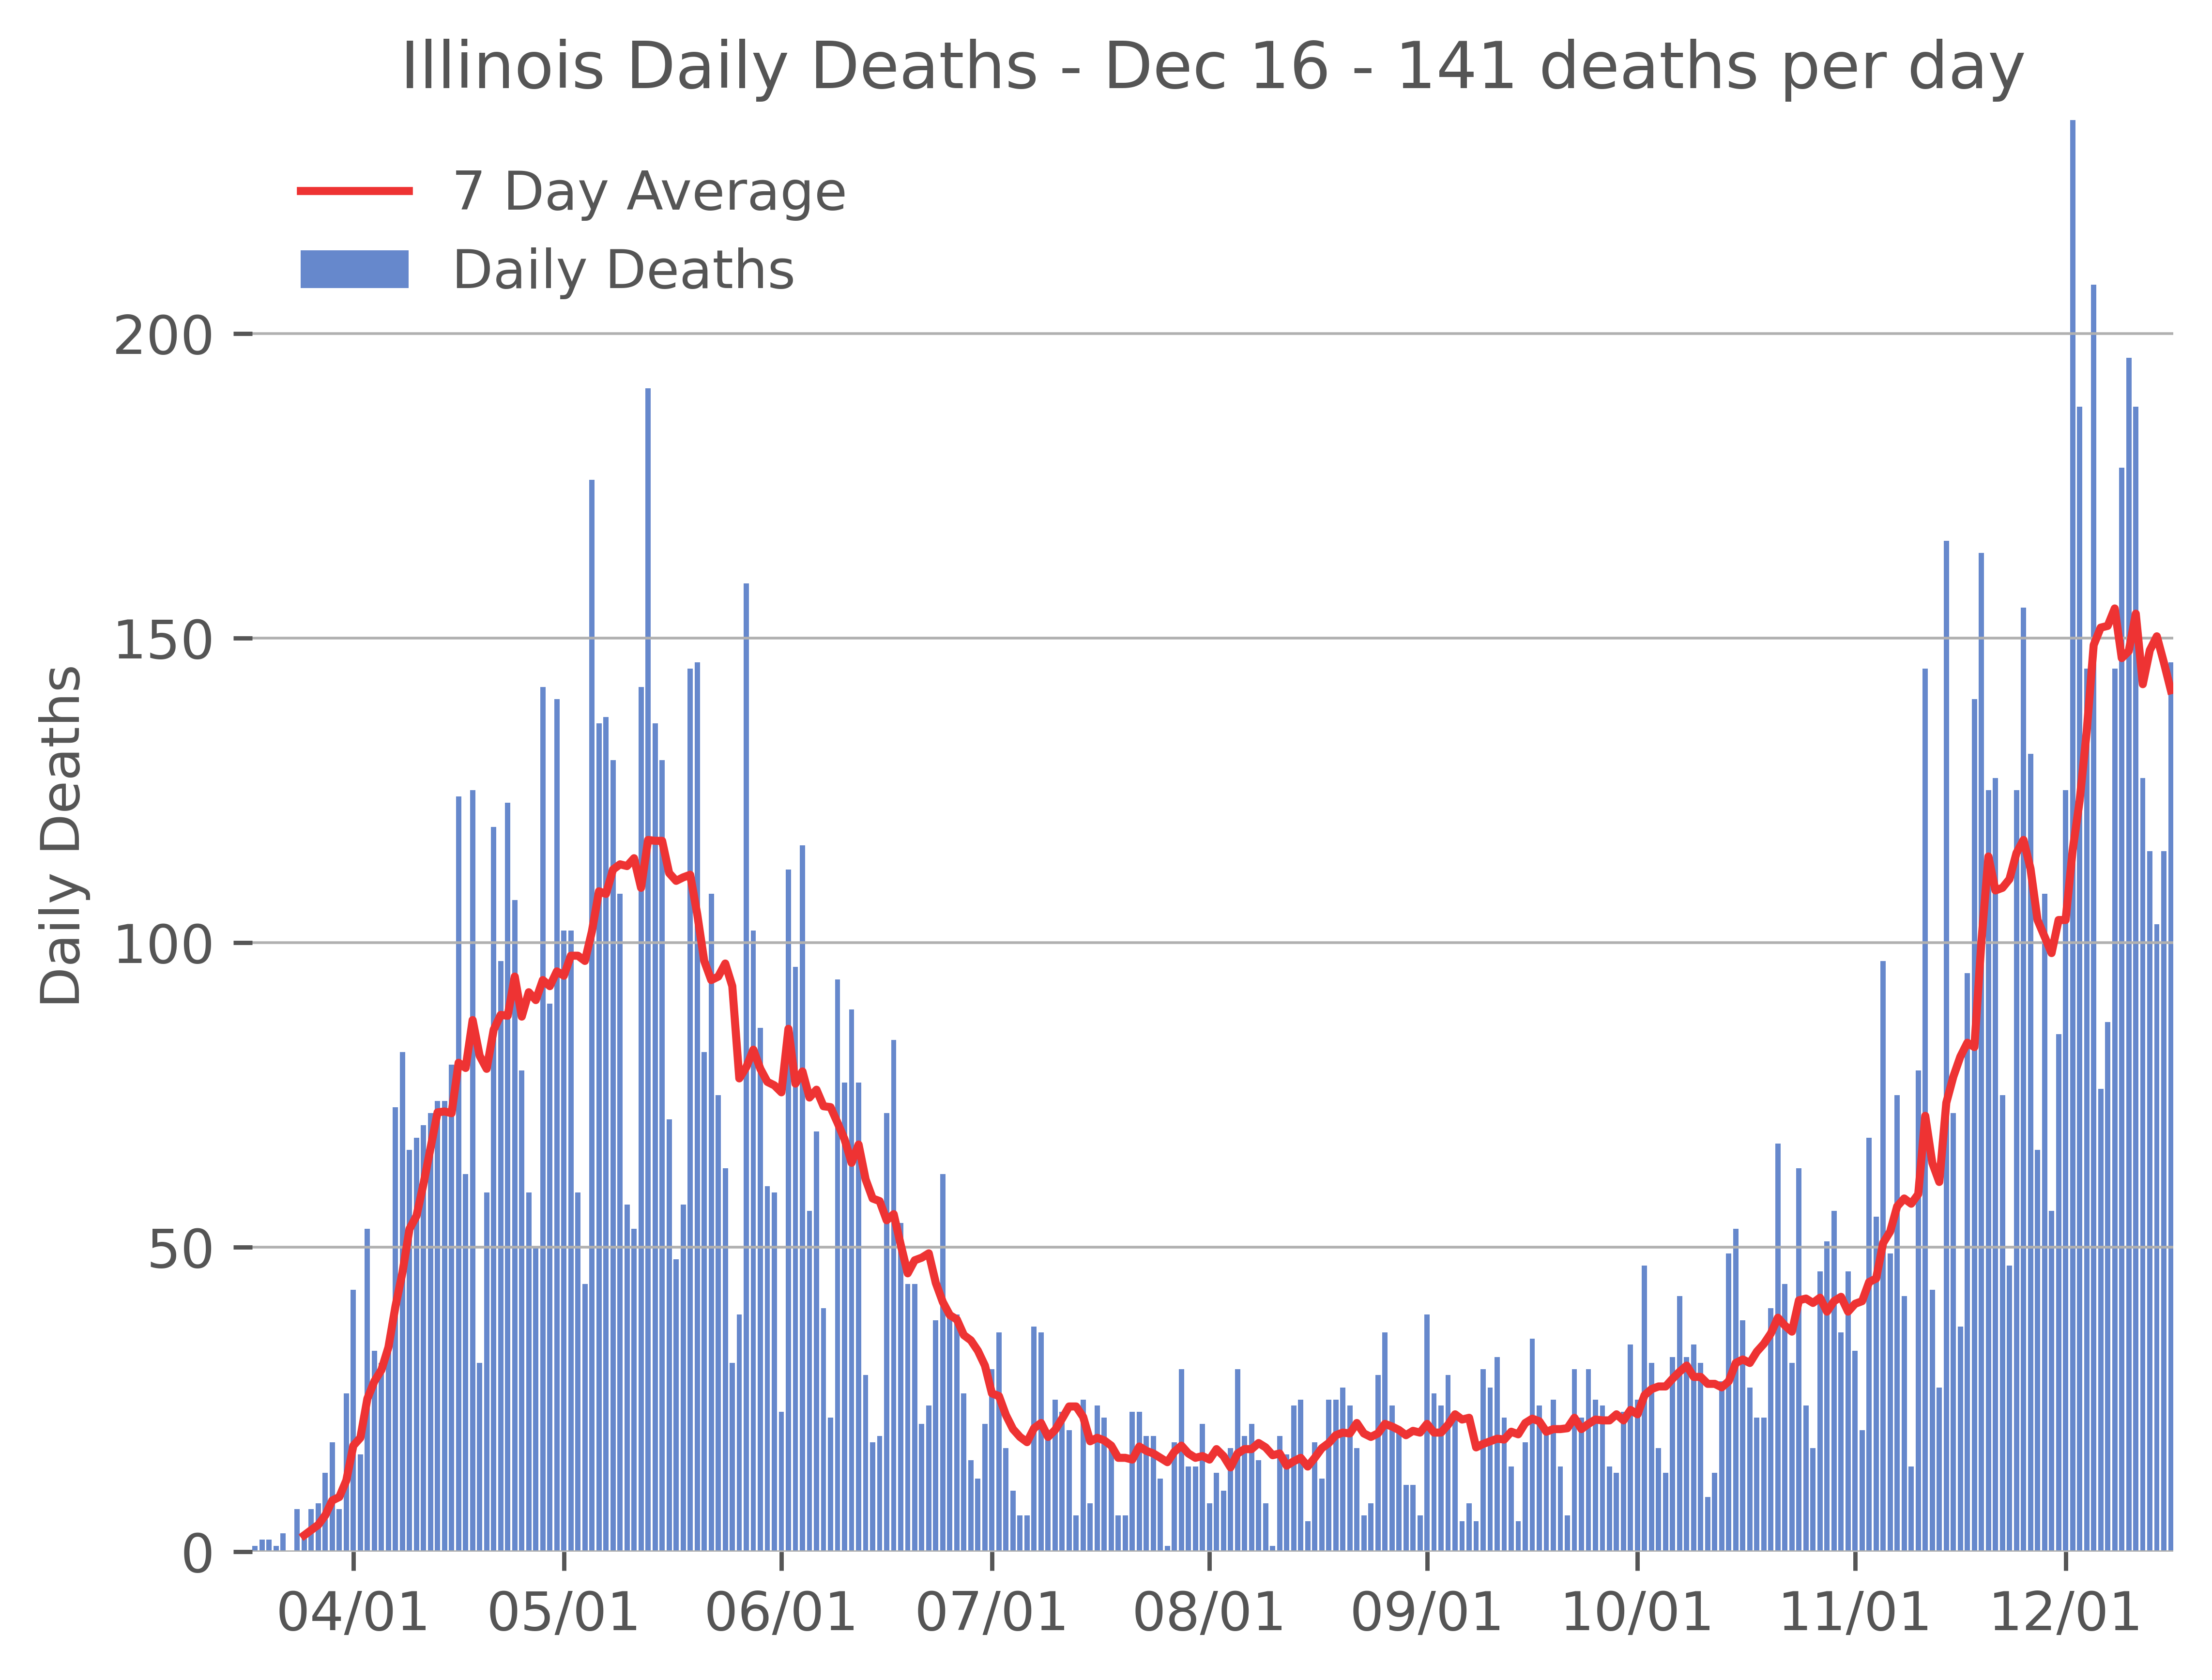 Illinois Daily Deaths - Dec 16 - 141 deaths per day
7 Day Average
Daily Deaths
200
150
100
50
0
Daily Deaths
04/01 05/01 06/01 07/01 08/01 09/01 10/01 11/01 12/01